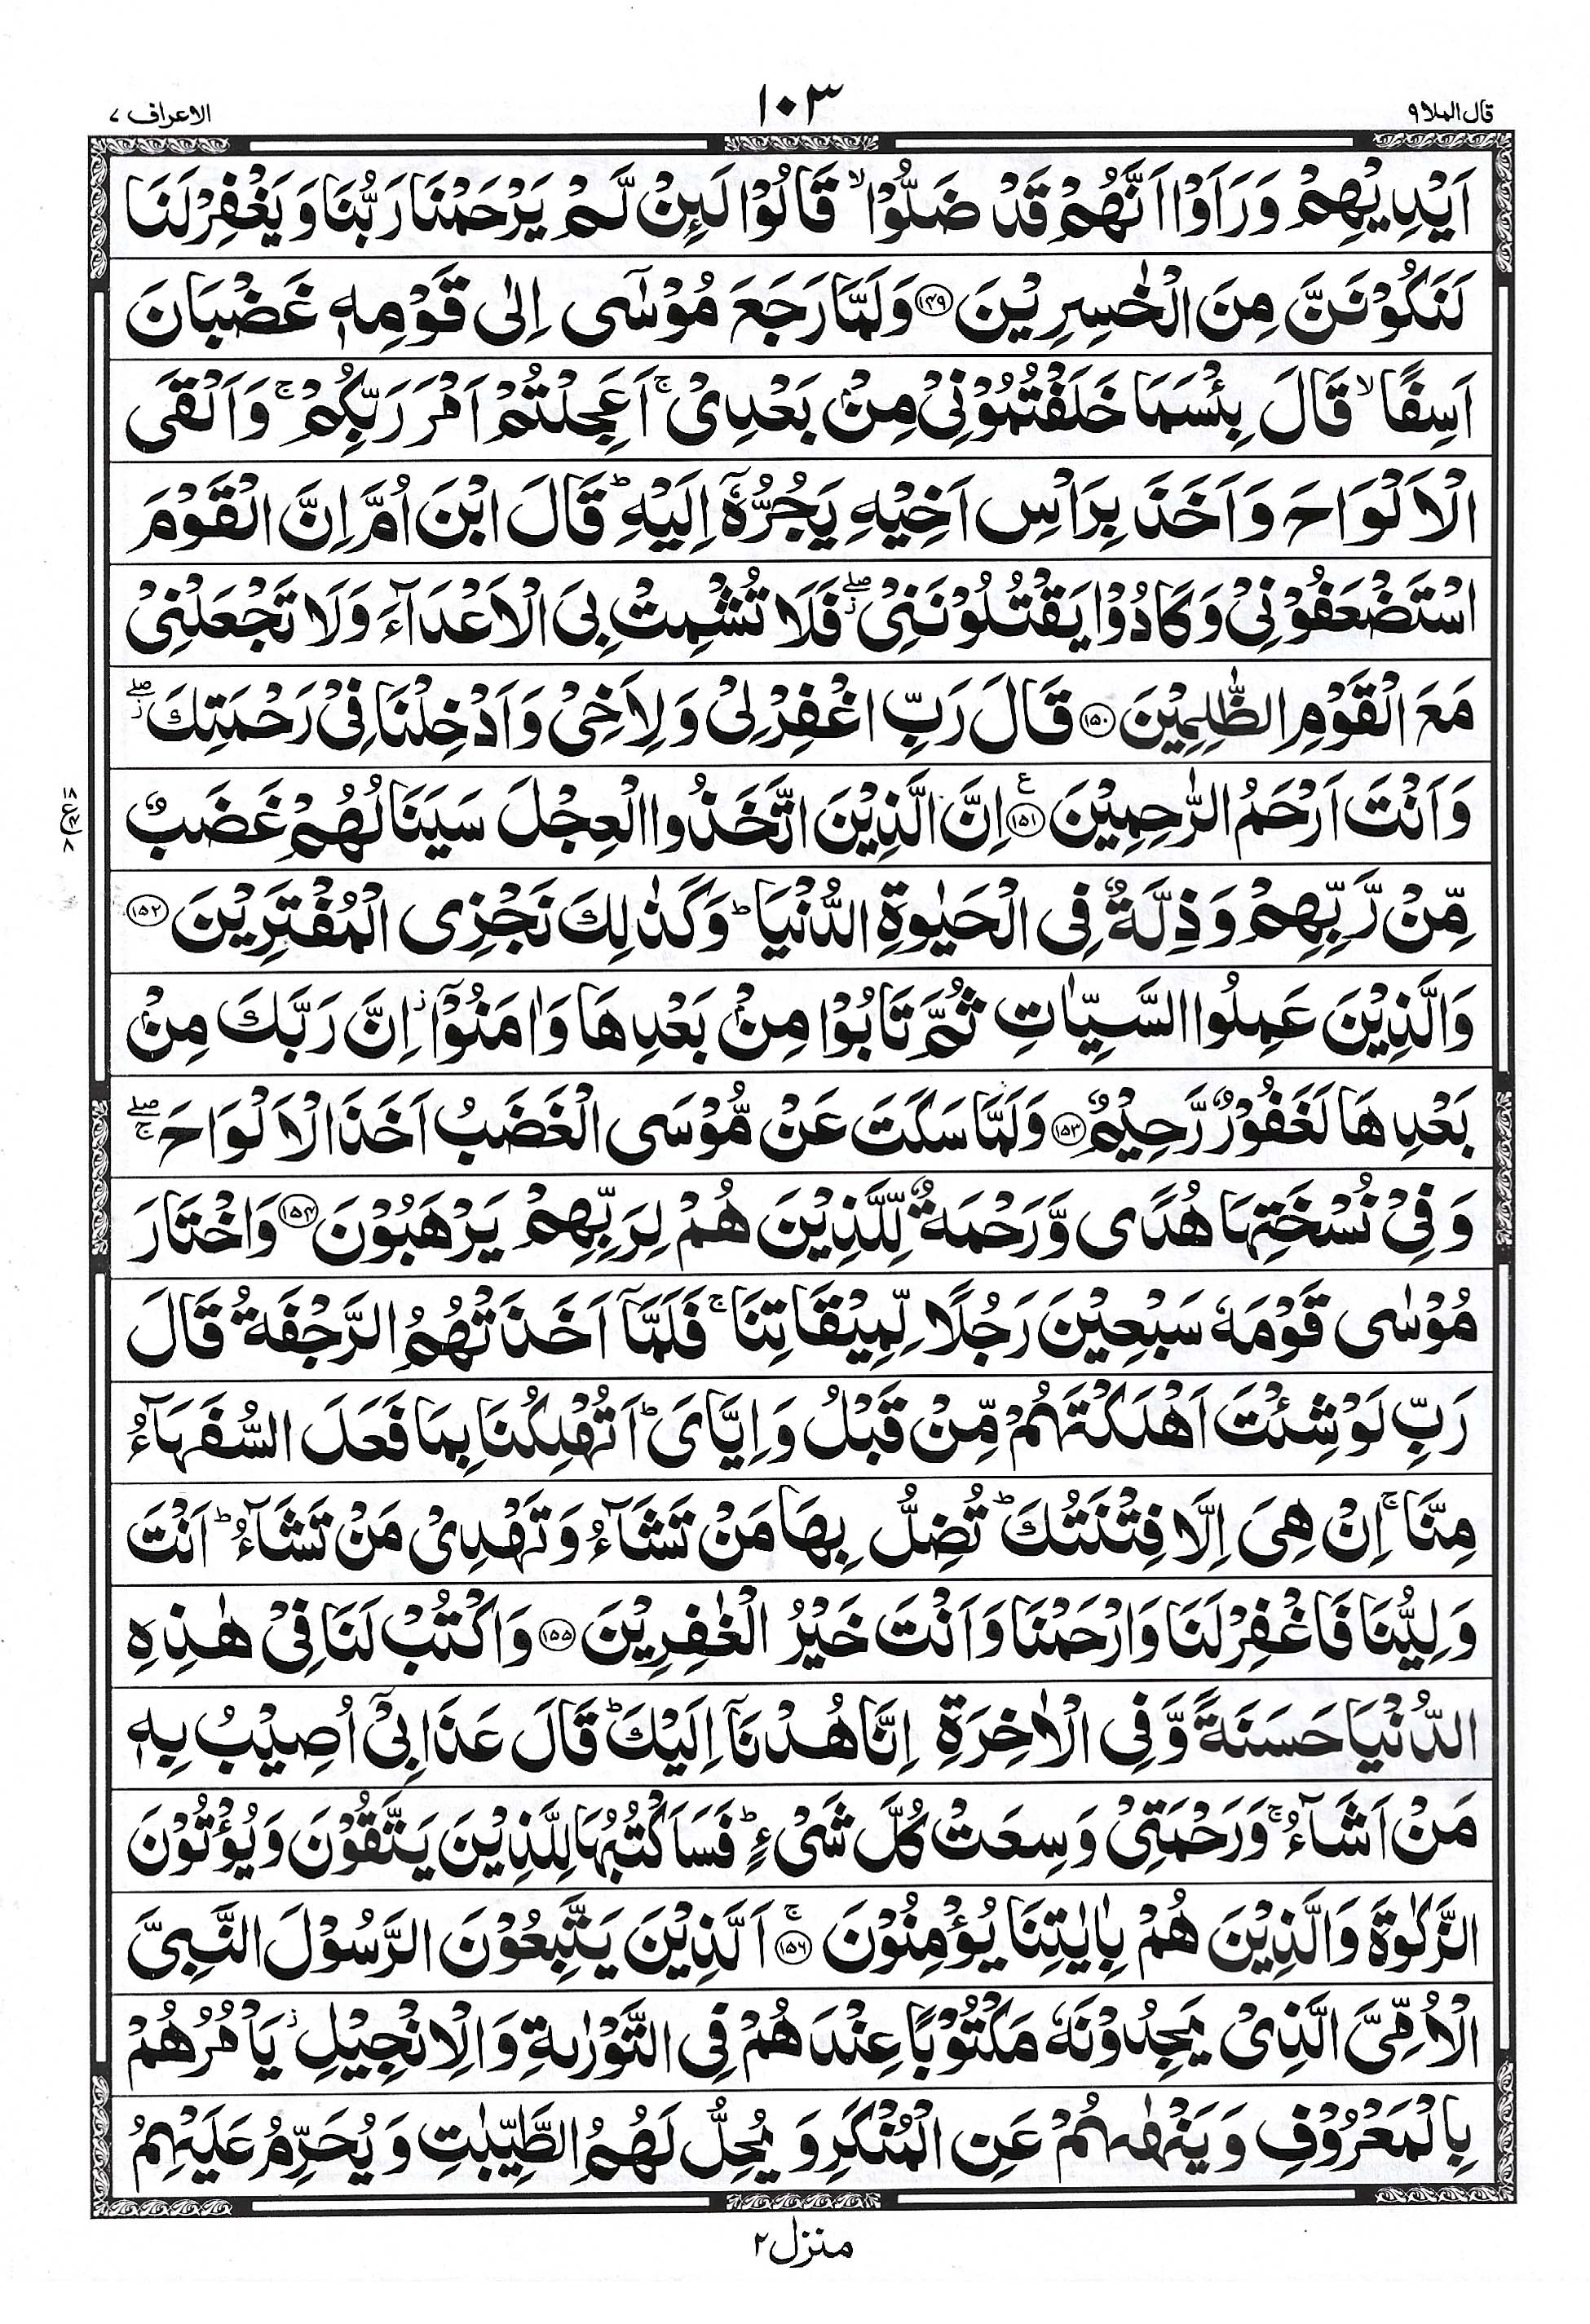 قال الملا ۹
۱۰۳
الاعراف ۷
اَيْدِيْهِمْ وَرَاَوْا اَنَّهُمْ قَدْ ضَلُّوْا ۙ قَالُوْا لَىِٕنْ لَّمْ يَرْحَمْنَا رَبُّنَا وَيَغْفِرْ لَنَا
لَنَكُوْنَنَّ مِنَ الْخٰسِرِيْنَ ۱۴۹ وَلَمَّا رَجَعَ مُوْسٰٓى اِلٰى قَوْمِهٖ غَضْبَانَ
اَسِفًا ۙ قَالَ بِئْسَمَا خَلَفْتُمُوْنِيْ مِنْۢ بَعْدِيْ ۚ اَعَجِلْتُمْ اَمْرَ رَبِّكُمْ ۚ وَاَلْقَى
الْاَلْوَاحَ وَاَخَذَ بِرَاْسِ اَخِيْهِ يَجُرُّهٗٓ اِلَيْهِ ؕ قَالَ ابْنَ اُمَّ اِنَّ الْقَوْمَ
اسْتَضْعَفُوْنِيْ وَكَادُوْا يَقْتُلُوْنَنِيْ ۖ فَلَا تُشْمِتْ بِيَ الْاَعْدَآءَ وَلَا تَجْعَلْنِيْ
مَعَ الْقَوْمِ الظّٰلِمِيْنَ ۱۵۰ قَالَ رَبِّ اغْفِرْ لِيْ وَلِاَخِيْ وَاَدْخِلْنَا فِيْ رَحْمَتِكَ ۖ
وَاَنْتَ اَرْحَمُ الرّٰحِمِيْنَ ۱۵۱ ع اِنَّ الَّذِيْنَ اتَّخَذُوا الْعِجْلَ سَيَنَالُهُمْ غَضَبٌ
مِّنْ رَّبِّهِمْ وَذِلَّةٌ فِى الْحَيٰوةِ الدُّنْيَا ؕ وَكَذٰلِكَ نَجْزِى الْمُفْتَرِيْنَ ۱۵۲
وَالَّذِيْنَ عَمِلُوا السَّيِّاٰتِ ثُمَّ تَابُوْا مِنْۢ بَعْدِهَا وَاٰمَنُوْٓا ز اِنَّ رَبَّكَ مِنْۢ
بَعْدِهَا لَغَفُوْرٌ رَّحِيْمٌ ۱۵۳ وَلَمَّا سَكَتَ عَنْ مُّوْسَى الْغَضَبُ اَخَذَ الْاَلْوَاحَ ۖ ج
وَفِيْ نُسْخَتِهَا هُدًى وَّرَحْمَةٌ لِّلَّذِيْنَ هُمْ لِرَبِّهِمْ يَرْهَبُوْنَ ۱۵۴ وَاخْتَارَ
مُوْسٰى قَوْمَهٗ سَبْعِيْنَ رَجُلًا لِّمِيْقَاتِنَا ۚ فَلَمَّآ اَخَذَتْهُمُ الرَّجْفَةُ قَالَ
رَبِّ لَوْ شِئْتَ اَهْلَكْتَهُمْ مِّنْ قَبْلُ وَاِيَّايَ ؕ اَتُهْلِكُنَا بِمَا فَعَلَ السُّفَهَآءُ
مِنَّا ۚ اِنْ هِيَ اِلَّا فِتْنَتُكَ ؕ تُضِلُّ بِهَا مَنْ تَشَآءُ وَتَهْدِيْ مَنْ تَشَآءُ ؕ اَنْتَ
وَلِيُّنَا فَاغْفِرْ لَنَا وَارْحَمْنَا وَاَنْتَ خَيْرُ الْغٰفِرِيْنَ ۱۵۵ وَاكْتُبْ لَنَا فِيْ هٰذِهِ
الدُّنْيَا حَسَنَةً وَّفِى الْاٰخِرَةِ اِنَّا هُدْنَآ اِلَيْكَ ؕ قَالَ عَذَابِيْٓ اُصِيْبُ بِهٖ
مَنْ اَشَآءُ ۚ وَرَحْمَتِيْ وَسِعَتْ كُلَّ شَيْءٍ ؕ فَسَاَكْتُبُهَا لِلَّذِيْنَ يَتَّقُوْنَ وَيُؤْتُوْنَ
الزَّكٰوةَ وَالَّذِيْنَ هُمْ بِاٰيٰتِنَا يُؤْمِنُوْنَ ۚ ۱۵۶ اَلَّذِيْنَ يَتَّبِعُوْنَ الرَّسُوْلَ النَّبِيَّ
الْاُمِّيَّ الَّذِيْ يَجِدُوْنَهٗ مَكْتُوْبًا عِنْدَهُمْ فِى التَّوْرٰىةِ وَالْاِنْجِيْلِ ز يَاْمُرُهُمْ
بِالْمَعْرُوْفِ وَيَنْهٰىهُمْ عَنِ الْمُنْكَرِ وَيُحِلُّ لَهُمُ الطَّيِّبٰتِ وَيُحَرِّمُ عَلَيْهِمُ
منزل ۲